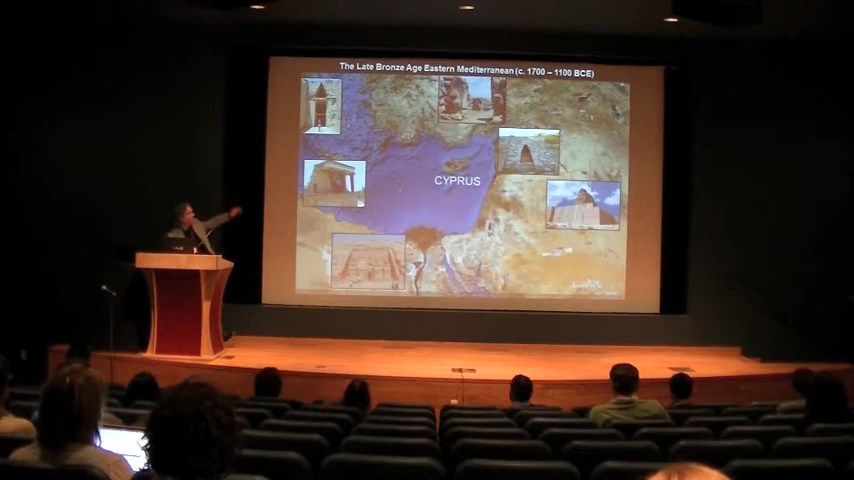 The Late Bronze Age Eastern Mediterranean (c. 1700 – 1100 BCE)
CYPRUS